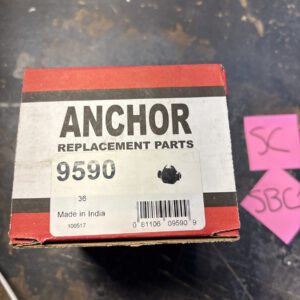 ANCHOR
REPLACEMENT PARTS
9590
36
Made in India
100517
0 81106 09590 9
SC
SBC